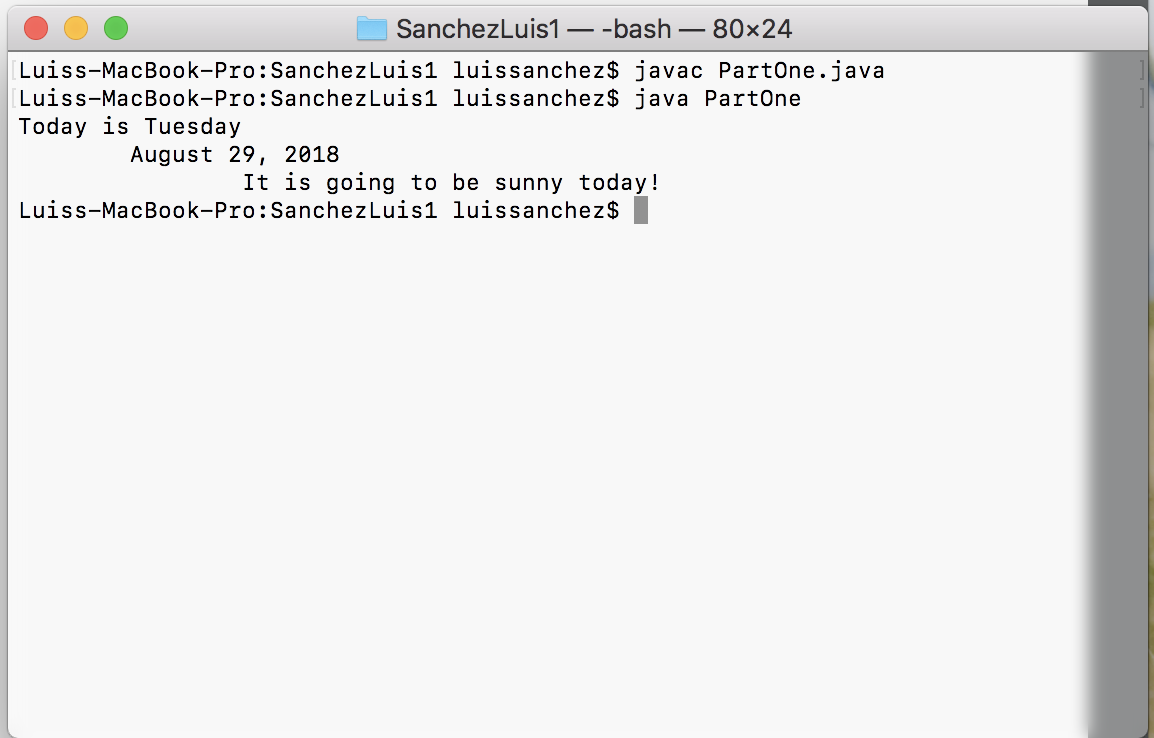 SanchezLuis1 — -bash — 80×24
Luiss-MacBook-Pro:SanchezLuis1 luissanchez$ javac PartOne.java
Luiss-MacBook-Pro:SanchezLuis1 luissanchez$ java PartOne
Today is Tuesday
        August 29, 2018
                It is going to be sunny today!
Luiss-MacBook-Pro:SanchezLuis1 luissanchez$